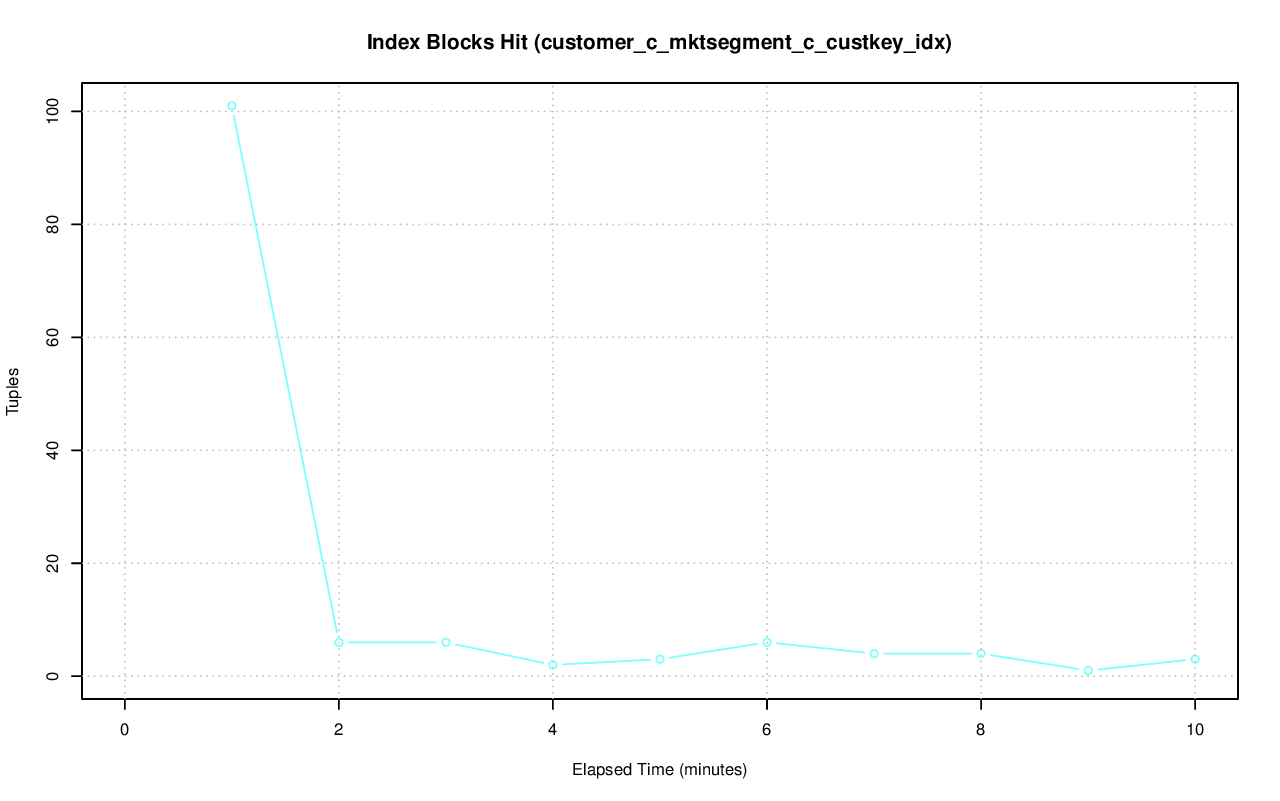 Index Blocks Hit (customer_c_mktsegment_c_custkey_idx)
Tuples
100
80
60
40
20
0
0 2 4 6 8 10
Elapsed Time (minutes)